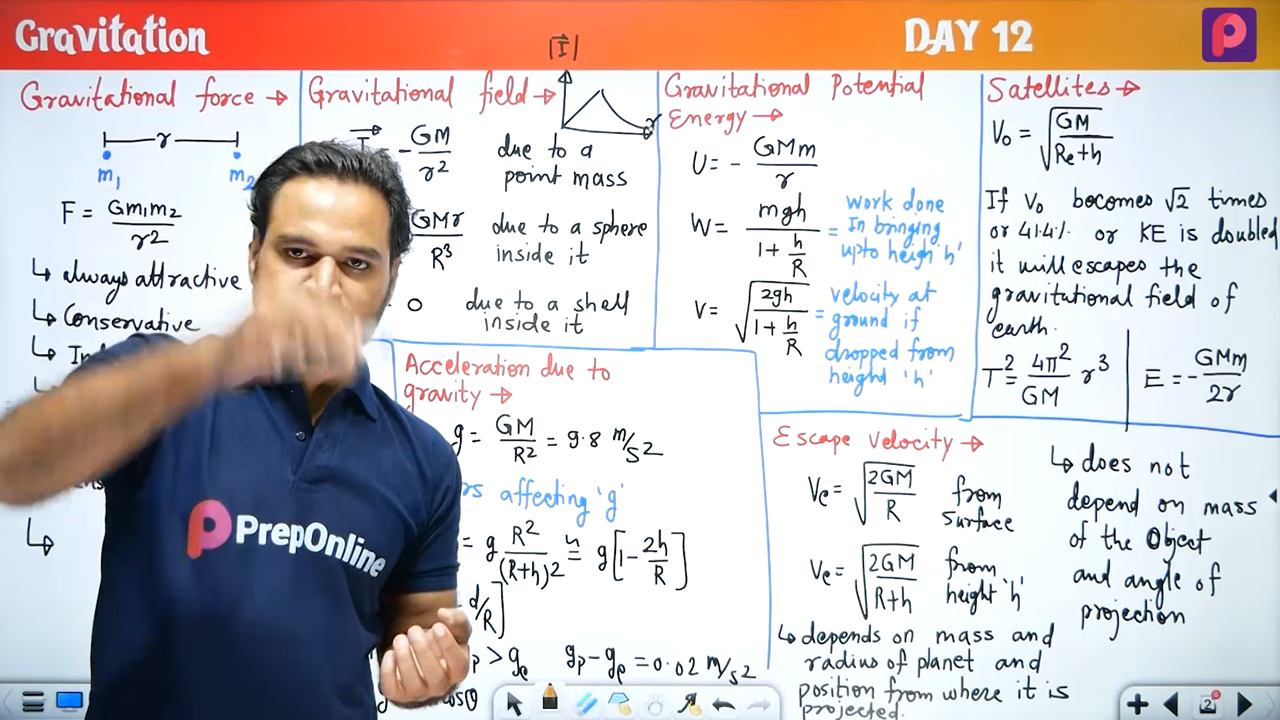 Gravitation
DAY 12
Gravitational force →
r
m₁ m₂
F = Gm₁m₂/r²
↳ always attractive
↳ Conservative
↳
↳
Gravitational field →
|I⃗|
r
-GM/r² due to a
point mass
GMr/R³ due to a sphere
inside it
0 due to a shell
inside it
Acceleration due to
gravity →
g = GM/R² = 9.8 m/s²
affecting 'g'
= g R²/(R+h)² ≈ g[1-2h/R]
d/R]
> gₑ gₚ - gₑ = 0.02 m/s²
cosθ
Gravitational Potential
Energy →
U = - GMm/r
W = mgh/(1+h/R) = work done
In bringing
upto heigh 'h'
V = √(2gh/(1+h/R)) = velocity at
ground if
dropped from
height 'h'
Satellites →
V₀ = √(GM/(Re+h))
If V₀ becomes √2 times
or 41.4% or KE is doubled
it will escapes the
gravitational field of
earth.
T² = 4π²/GM r³
E = -GMm/2r
Escape velocity →
Ve = √(2GM/R) from
surface
Ve = √(2GM/(R+h)) from
height 'h'
↳ depends on mass and
radius of planet and
position from where it is
projected.
↳ does not
depend on mass
of the Object
and angle of
projection
PrepOnline
2